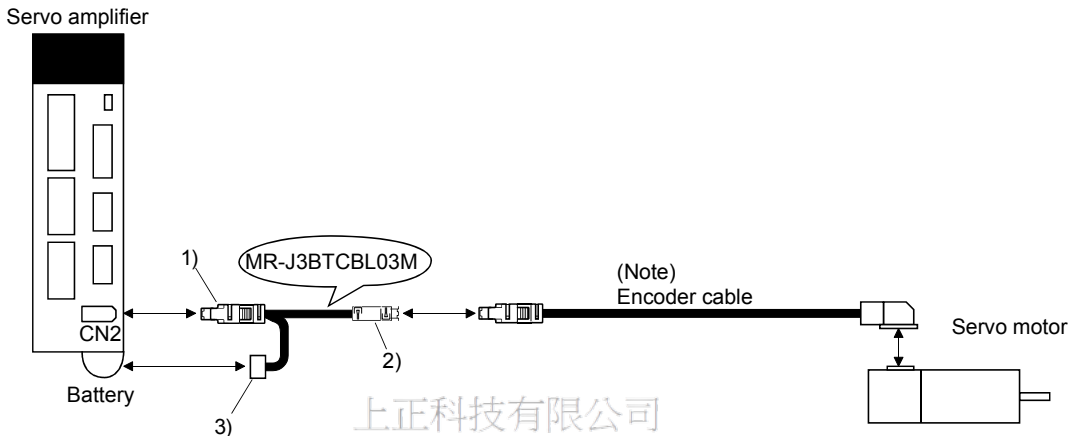 Servo amplifier
1)
MR-J3BTCBL03M
(Note)
Encoder cable
CN2
2)
Servo motor
Battery
3)
上正科技有限公司